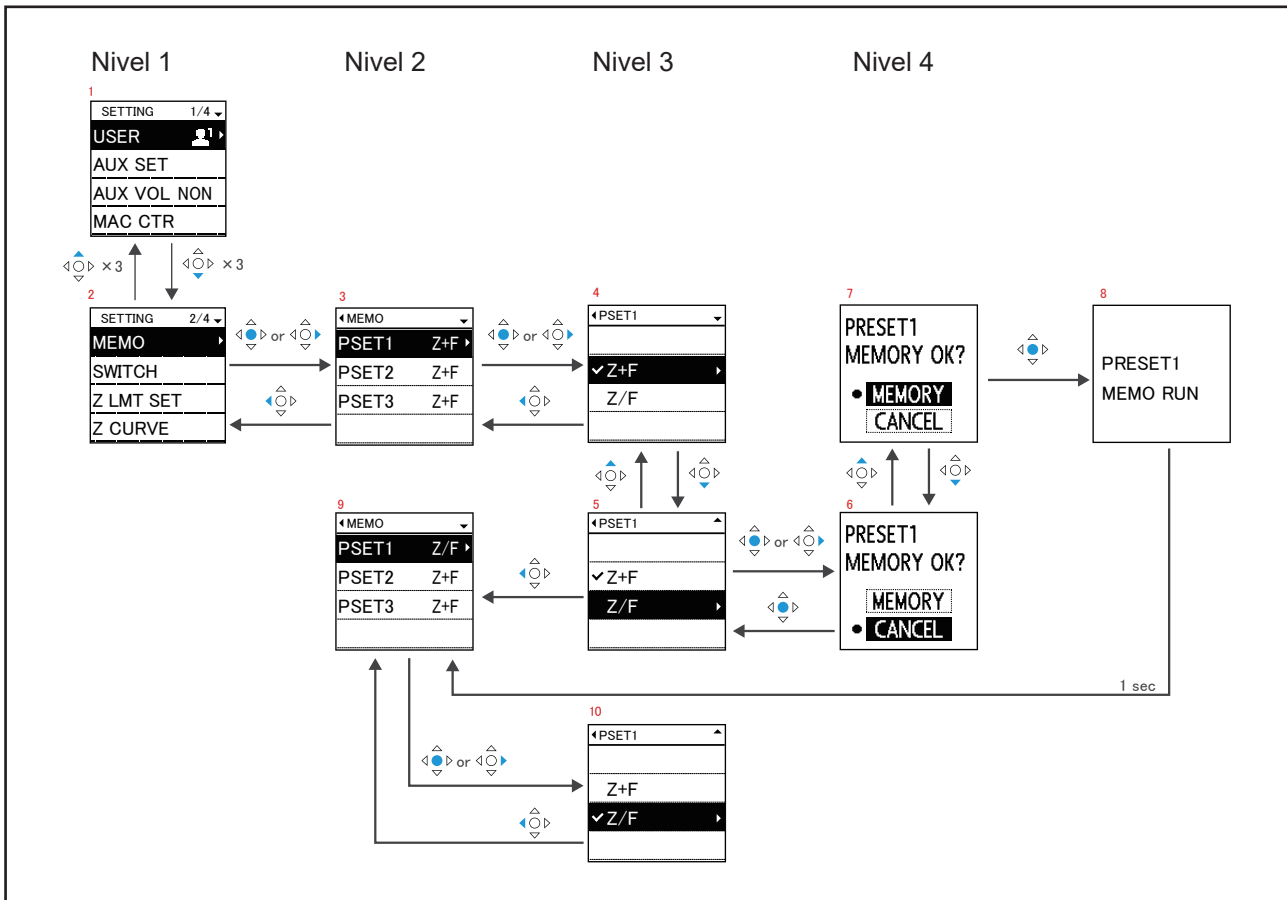 Nivel 1
Nivel 2
Nivel 3
Nivel 4
1
SETTING 1/4
USER 1
AUX SET
AUX VOL NON
MAC CTR
×3
×3
2
SETTING 2/4
MEMO
SWITCH
Z LMT SET
Z CURVE
or
3
MEMO
PSET1 Z+F
PSET2 Z+F
PSET3 Z+F
or
4
PSET1
Z+F
Z/F
7
PRESET1
MEMORY OK?
MEMORY
CANCEL
8
PRESET1
MEMO RUN
9
MEMO
PSET1 Z/F
PSET2 Z+F
PSET3 Z+F
5
PSET1
Z+F
Z/F
or
6
PRESET1
MEMORY OK?
MEMORY
CANCEL
1 sec
or
10
PSET1
Z+F
Z/F